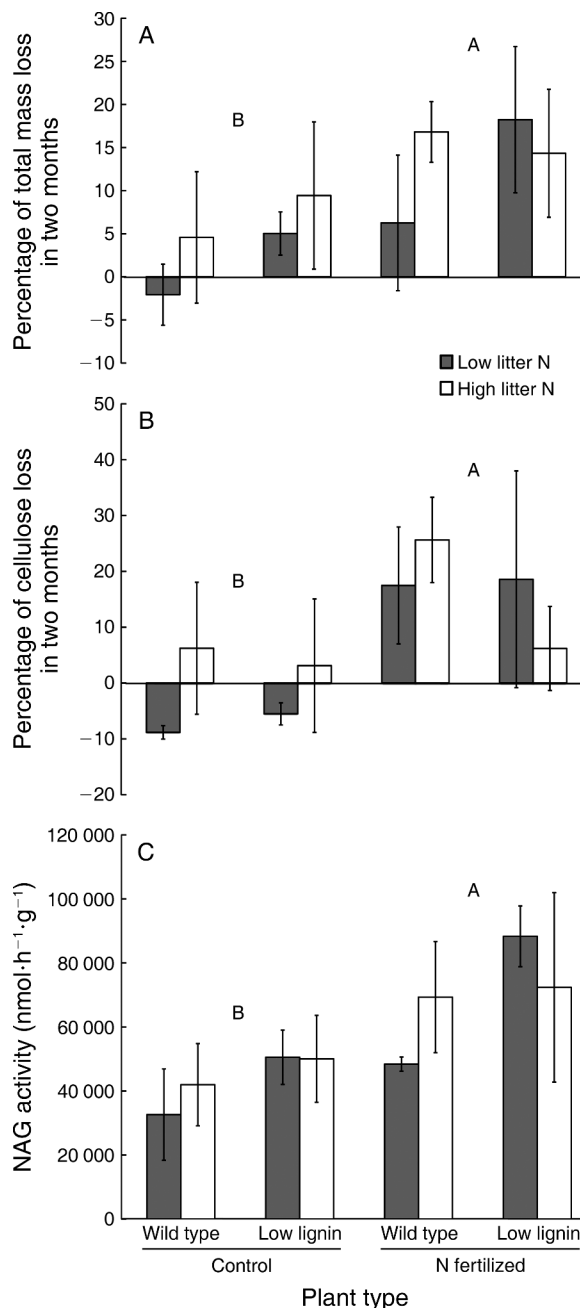 A
Percentage of total mass loss
in two months
30
25
20
15
10
5
0
−5
−10
A
B
Low litter N
High litter N
B
Percentage of cellulose loss
in two months
50
40
30
20
10
0
−10
−20
A
B
C
NAG activity (nmol·h⁻¹·g⁻¹)
120 000
100 000
80 000
60 000
40 000
20 000
0
A
B
Wild type Low lignin Wild type Low lignin
Control N fertilized
Plant type